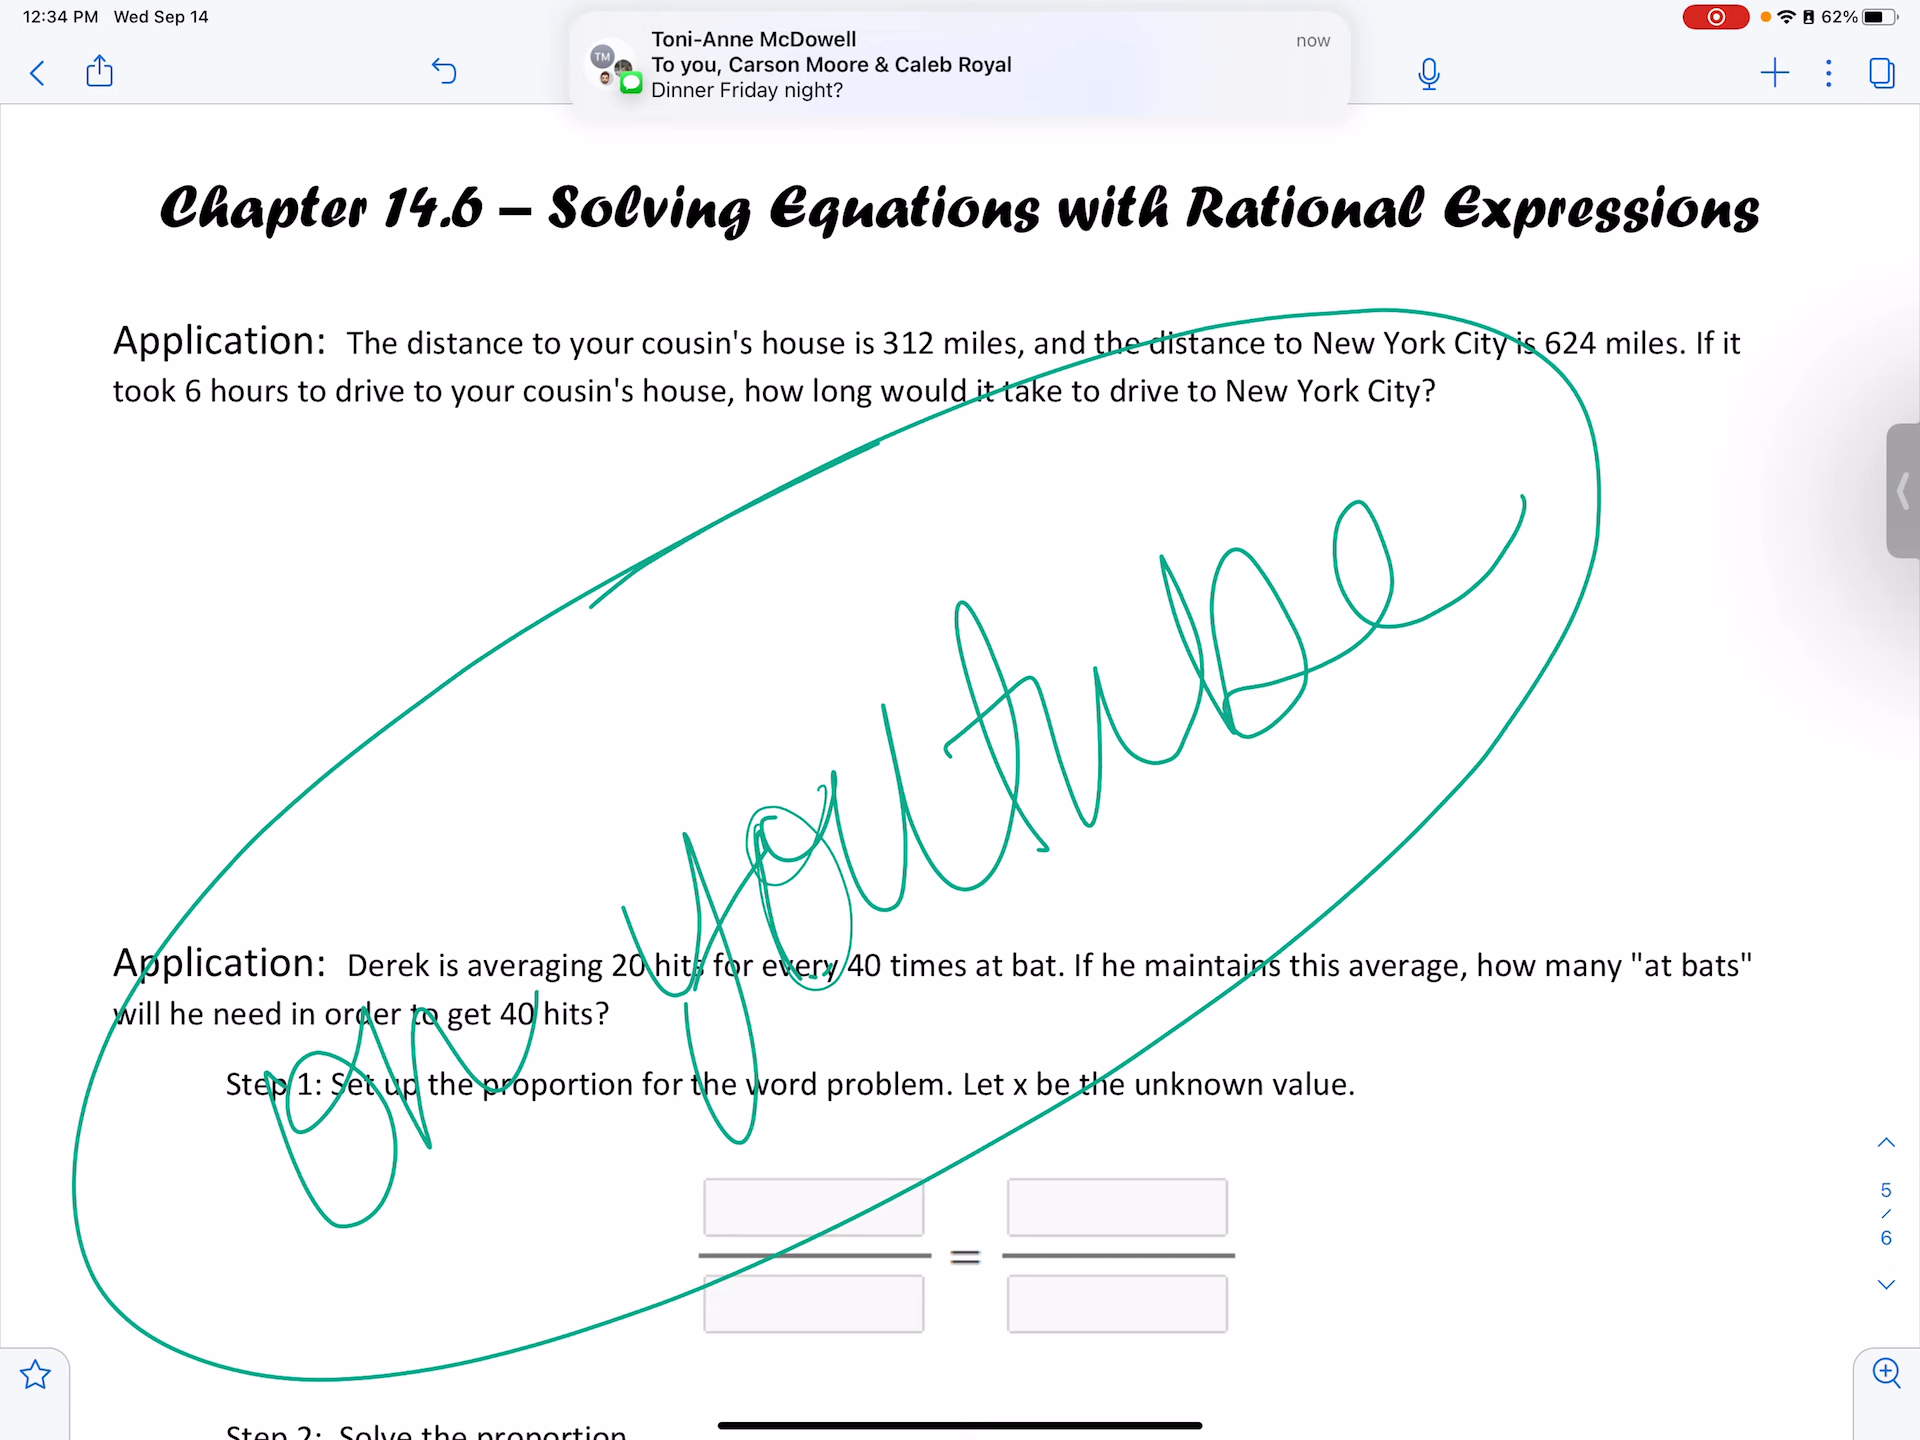 12:34 PM Wed Sep 14
62%
TM
Toni-Anne McDowell
now
To you, Carson Moore & Caleb Royal
Dinner Friday night?
Chapter 14.6 – Solving Equations with Rational Expressions
Application: The distance to your cousin's house is 312 miles, and the distance to New York City is 624 miles. If it
took 6 hours to drive to your cousin's house, how long would it take to drive to New York City?
on youtube
Application: Derek is averaging 20 hits for every 40 times at bat. If he maintains this average, how many "at bats"
will he need in order to get 40 hits?
Step 1: Set up the proportion for the word problem. Let x be the unknown value.
=
5
/
6
Step 2: Solve the proportion